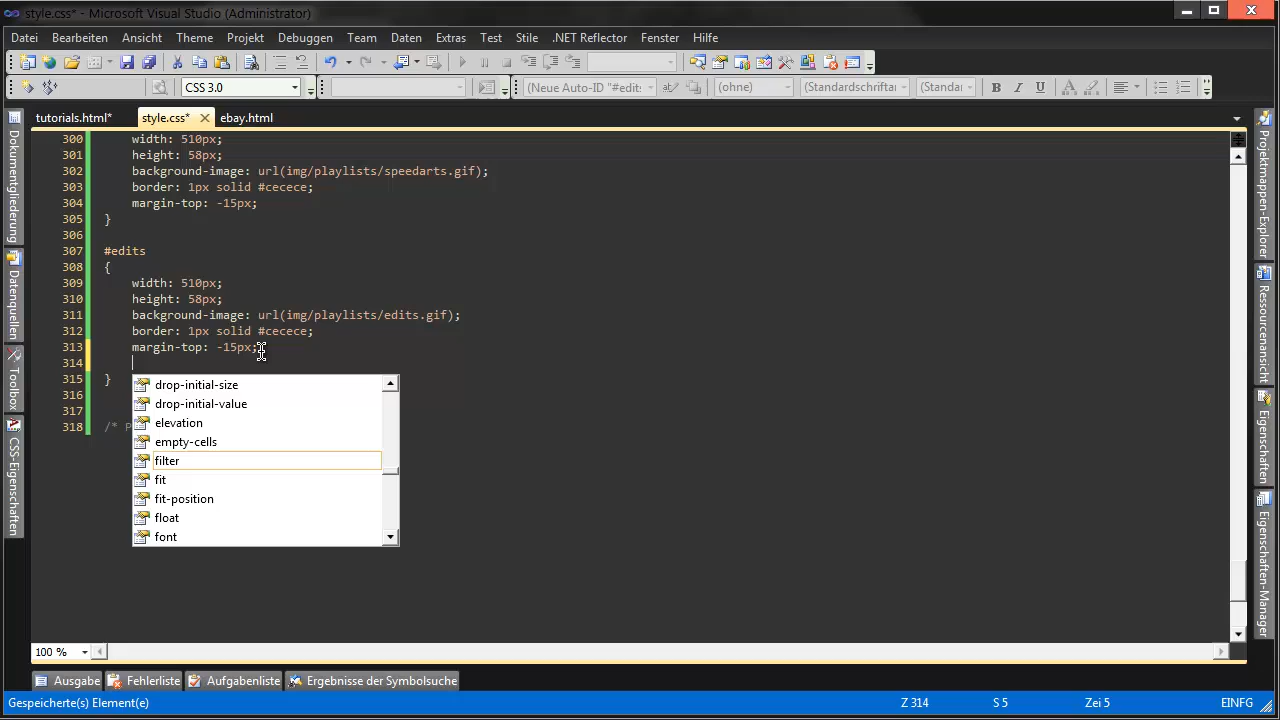 style.css* - Microsoft Visual Studio (Administrator)
Datei Bearbeiten Ansicht Theme Projekt Debuggen Team Daten Extras Test Stile .NET Reflector Fenster Hilfe
CSS 3.0 (Neue Auto-ID "#edit: (ohne) (Standardschriftar (Standa B I U A
tutorials.html* style.css* ebay.html
300 width: 510px;
301 height: 58px;
302 background-image: url(img/playlists/speedarts.gif);
303 border: 1px solid #cecece;
304 margin-top: -15px;
305 }
306
307 #edits
308 {
309 width: 510px;
310 height: 58px;
311 background-image: url(img/playlists/edits.gif);
312 border: 1px solid #cecece;
313 margin-top: -15px;
314
315 }
316
317
318 /* P
drop-initial-size
drop-initial-value
elevation
empty-cells
filter
fit
fit-position
float
font
Dokumentgliederung
Datenquellen
Toolbox
CSS-Eigenschaften
Projektmappen-Explorer
Ressourcenansicht
Eigenschaften
Eigenschaften-Manager
100 %
Ausgabe Fehlerliste Aufgabenliste Ergebnisse der Symbolsuche
Gespeicherte(s) Element(e) Z 314 S 5 Zei 5 EINFG